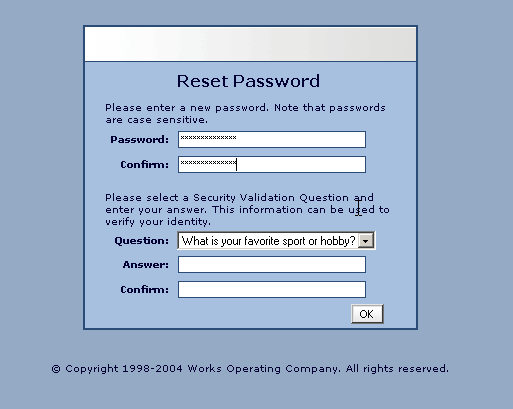 Reset Password
Please enter a new password. Note that passwords
are case sensitive.
Password: **************
Confirm: **************
Please select a Security Validation Question and
enter your answer. This information can be used to
verify your identity.
Question: What is your favorite sport or hobby?
Answer:
Confirm:
OK
© Copyright 1998-2004 Works Operating Company. All rights reserved.